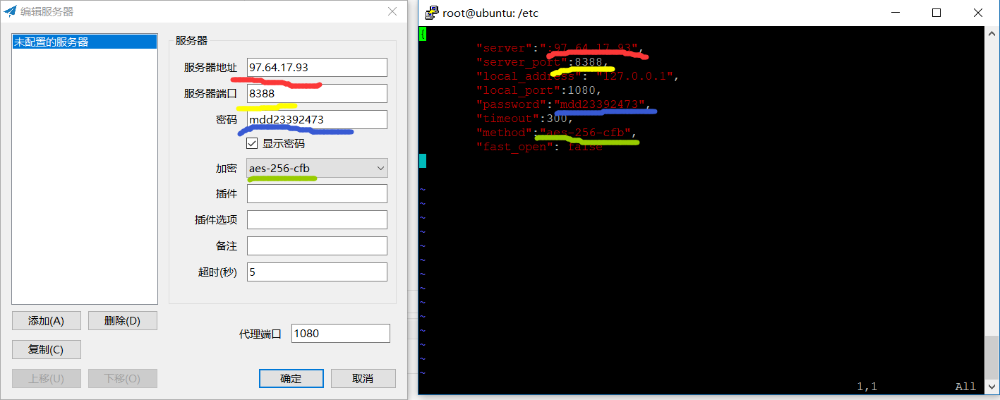 编辑服务器
未配置的服务器
服务器
服务器地址 97.64.17.93
服务器端口 8388
密码 mdd23392473
显示密码
加密 aes-256-cfb
插件
插件选项
备注
超时(秒) 5
添加(A) 删除(D)
复制(C)
上移(U) 下移(O)
代理端口 1080
确定 取消
root@ubuntu: /etc
{
"server":":97.64.17.93",
"server_port":8388,
"local_address": "127.0.0.1",
"local_port":1080,
"password":"mdd23392473",
"timeout":300,
"method":"aes-256-cfb",
"fast_open": false
~
~
~
~
~
~
~
~
~
~
~
~
~
~
1,1 All